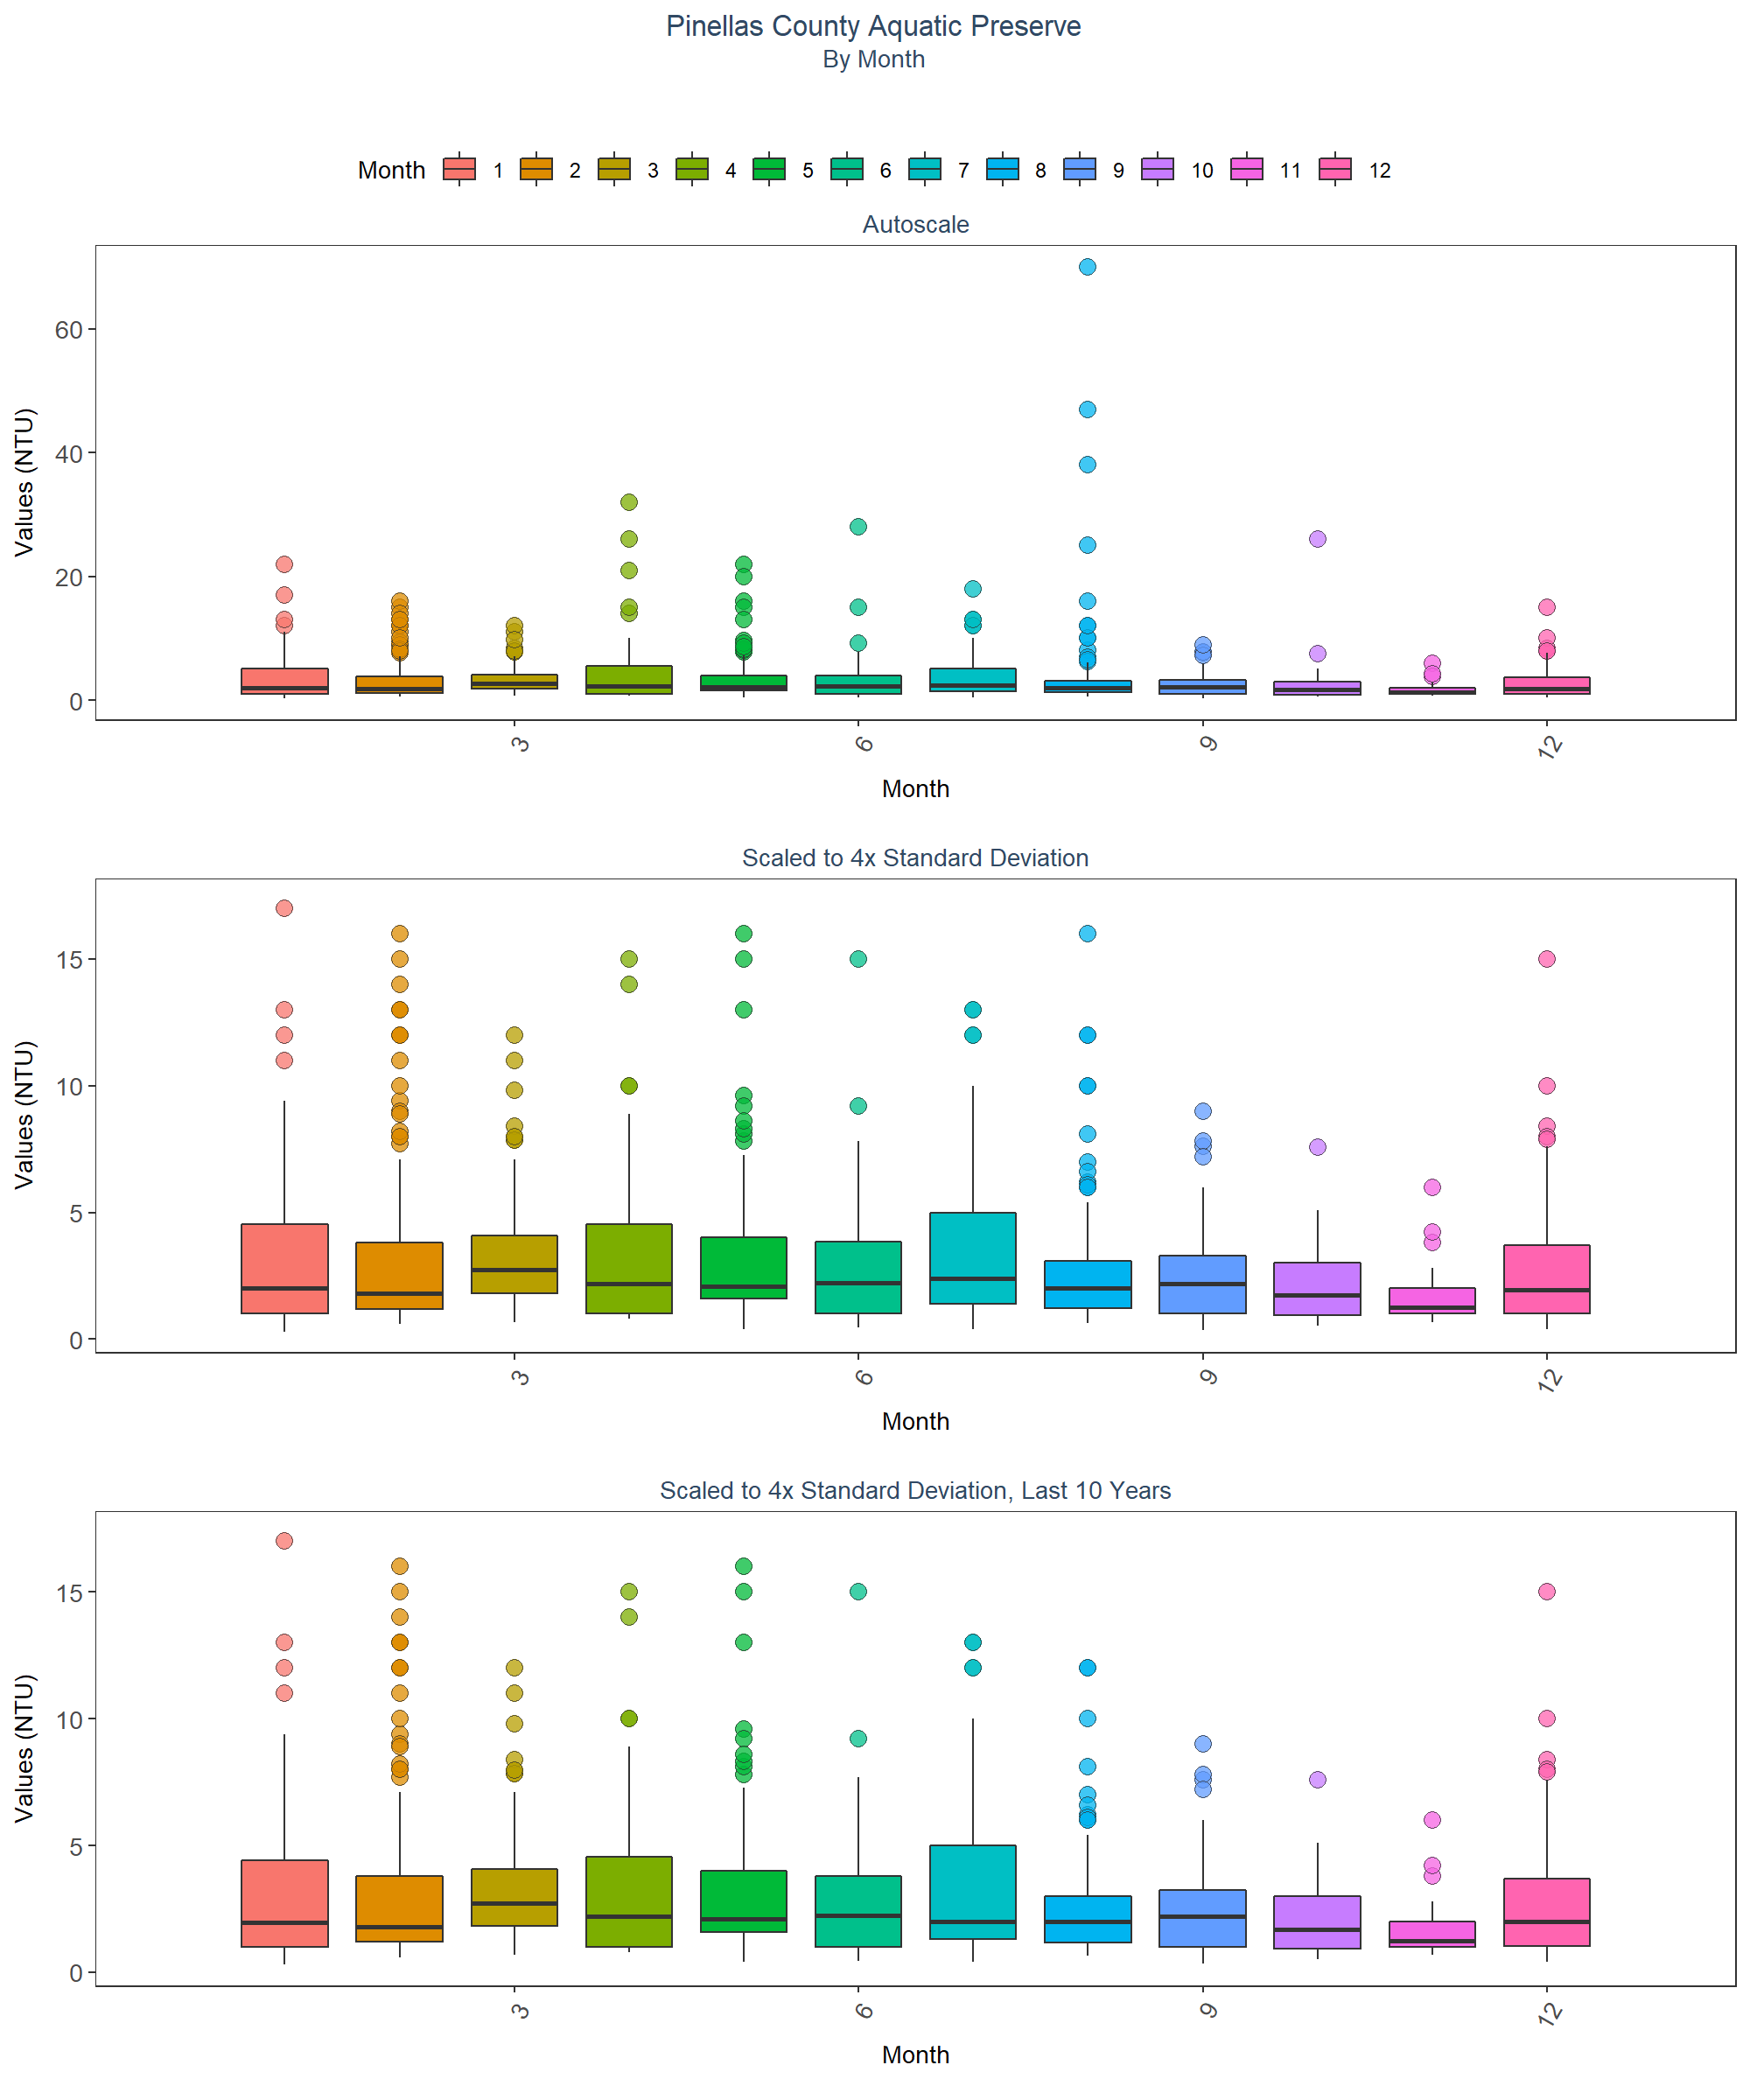 Pinellas County Aquatic Preserve
By Month
Month 1 2 3 4 5 6 7 8 9 10 11 12
Autoscale
Values (NTU)
60
40
20
0
3 6 9 12
Month
Scaled to 4x Standard Deviation
Values (NTU)
15
10
5
0
3 6 9 12
Month
Scaled to 4x Standard Deviation, Last 10 Years
Values (NTU)
15
10
5
0
3 6 9 12
Month